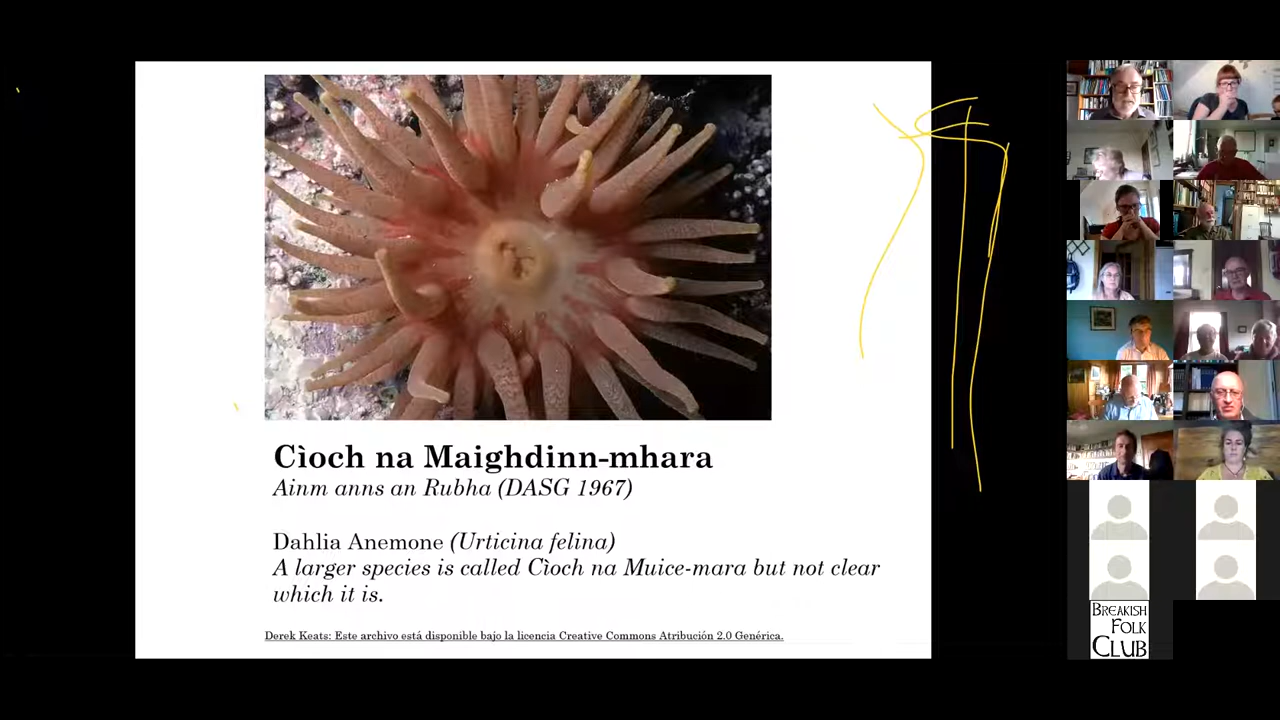 Cìoch na Maighdinn-mhara
Ainm anns an Rubha (DASG 1967)
Dahlia Anemone (Urticina felina)
A larger species is called Cìoch na Muice-mara but not clear
which it is.
Derek Keats: Este archivo está disponible bajo la licencia Creative Commons Atribución 2.0 Genérica.
BREAKISH
FOLK
CLUB